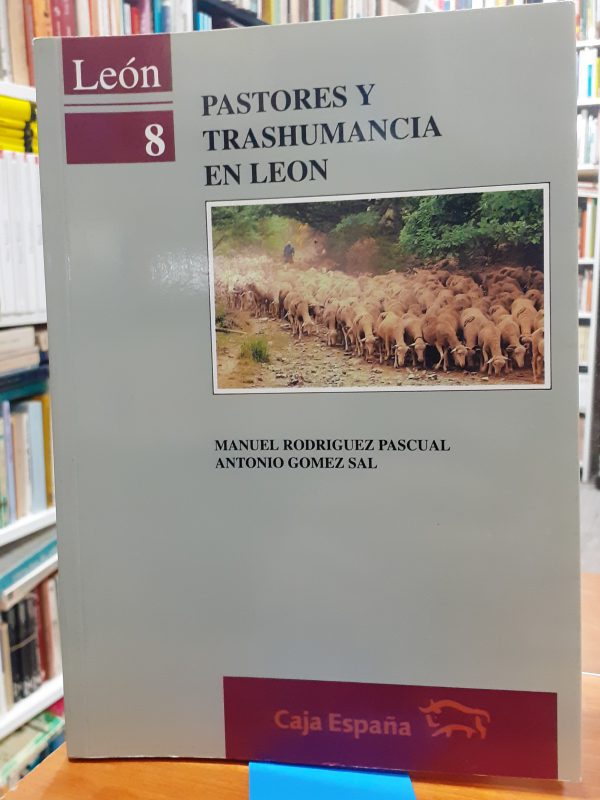 León
8
PASTORES Y
TRASHUMANCIA
EN LEON
MANUEL RODRIGUEZ PASCUAL
ANTONIO GOMEZ SAL
Caja España